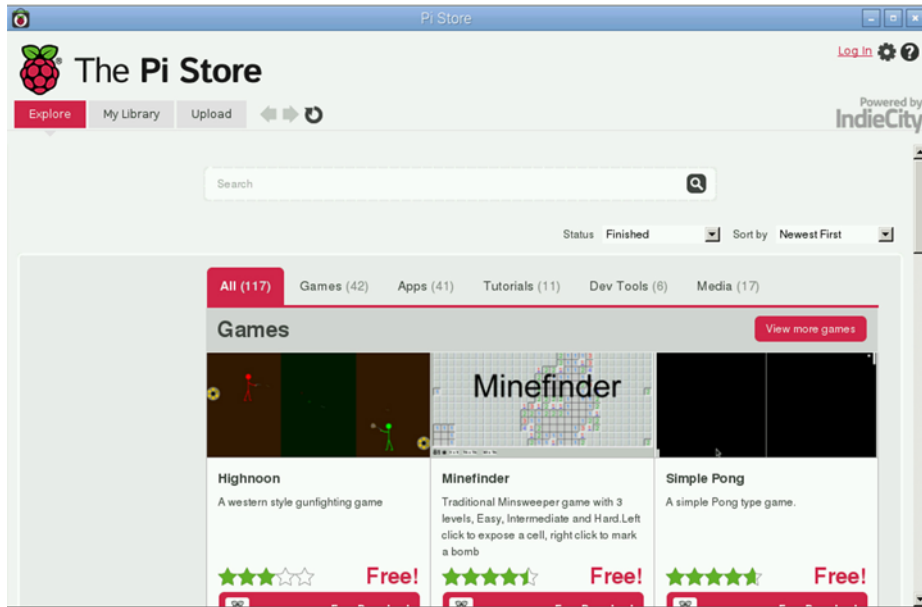 Pi Store
The Pi Store
Log In
Explore
My Library
Upload
Powered by
IndieCity
Search
Status Finished
Sort by Newest First
All (117)
Games (42)
Apps (41)
Tutorials (11)
Dev Tools (6)
Media (17)
Games
View more games
Minefinder
Highnoon
A western style gunfighting game
Minefinder
Traditional Minsweeper game with 3
levels, Easy, Intermediate and Hard.Left
click to expose a cell, right click to mark
a bomb
Simple Pong
A simple Pong type game.
Free!
Free!
Free!